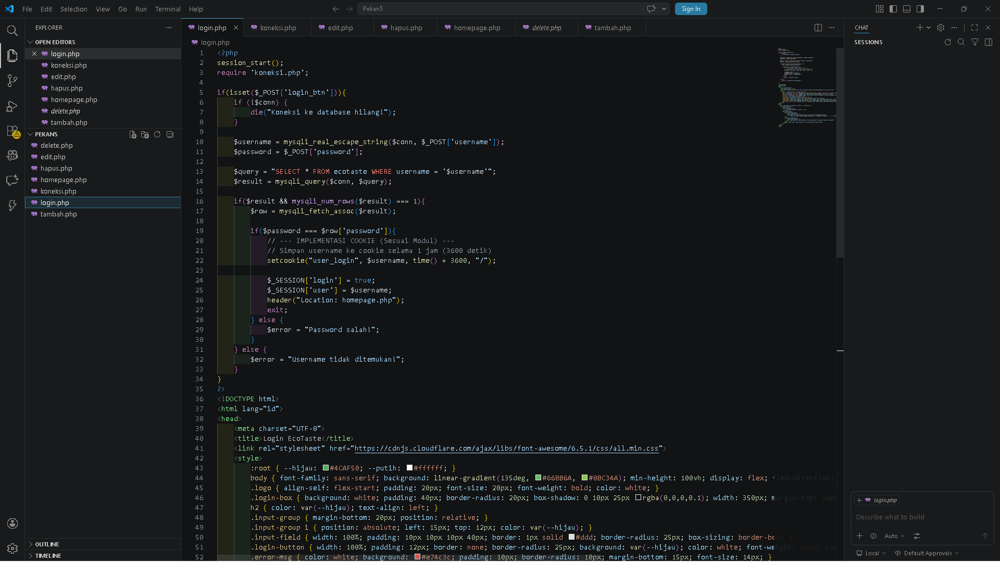 File Edit Selection View Go Run Terminal Help
Pekan5
Sign In
EXPLORER
OPEN EDITORS
login.php
koneksi.php
edit.php
hapus.php
homepage.php
delete.php
tambah.php
PEKAN5
delete.php
edit.php
hapus.php
homepage.php
koneksi.php
login.php
tambah.php
OUTLINE
TIMELINE
login.php koneksi.php edit.php hapus.php homepage.php delete.php tambah.php
login.php
1 <?php
2 session_start();
3 require 'koneksi.php';
4
5 if(isset($_POST['login_btn'])){
6 if (!$conn) {
7 die("Koneksi ke database hilang!");
8 }
9
10 $username = mysqli_real_escape_string($conn, $_POST['username']);
11 $password = $_POST['password'];
12
13 $query = "SELECT * FROM ecotaste WHERE username = '$username'";
14 $result = mysqli_query($conn, $query);
15
16 if($result && mysqli_num_rows($result) === 1){
17 $row = mysqli_fetch_assoc($result);
18
19 if($password === $row['password']){
20 // --- IMPLEMENTASI COOKIE (Sesuai Modul) ---
21 // Simpan username ke cookie selama 1 jam (3600 detik)
22 setcookie("user_login", $username, time() + 3600, "/");
23
24 $_SESSION['login'] = true;
25 $_SESSION['user'] = $username;
26 header("Location: homepage.php");
27 exit;
28 } else {
29 $error = "Password salah!";
30 }
31 } else {
32 $error = "Username tidak ditemukan!";
33 }
34 }
35 ?>
36 <!DOCTYPE html>
37 <html lang="id">
38 <head>
39 <meta charset="UTF-8">
40 <title>Login EcoTaste</title>
41 <link rel="stylesheet" href="https://cdnjs.cloudflare.com/ajax/libs/font-awesome/6.5.1/css/all.min.css">
42 <style>
43 :root { --hijau: #4CAF50; --putih: #ffffff; }
44 body { font-family: sans-serif; background: linear-gradient(135deg, #66BB6A, #8BC34A); min-height: 100vh; display: flex; flex-direction:
45 .logo { align-self: flex-start; padding: 20px; font-size: 28px; font-weight: bold; color: white; }
46 .login-box { background: white; padding: 40px; border-radius: 20px; box-shadow: 0 10px 25px rgba(0,0,0,0.1); width: 350px; margin-top: 50px
47 h2 { color: var(--hijau); text-align: left; }
48 .input-group { margin-bottom: 20px; position: relative; }
49 .input-group i { position: absolute; left: 15px; top: 12px; color: var(--hijau); }
50 .input-field { width: 100%; padding: 10px 10px 10px 40px; border: 1px solid #ddd; border-radius: 25px; box-sizing: border-box; }
51 .login-button { width: 100%; padding: 12px; border: none; border-radius: 25px; background: var(--hijau); color: white; font-weight: bold; cur
52 .error-msg { color: white; background: #e74c3c; padding: 10px; border-radius: 10px; margin-bottom: 15px; font-size: 14px; }
CHAT
SESSIONS
login.php
Describe what to build
Auto
Local Default Approvals